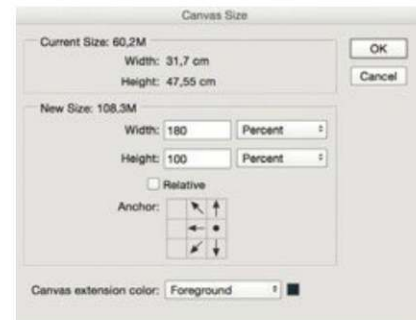 Canvas Size
Current Size: 60,2M
OK
Width: 31,7 cm
Height: 47,55 cm
Cancel
New Size: 108,3M
Width: 180 Percent
Height: 100 Percent
Relative
Anchor:
Canvas extension color: Foreground